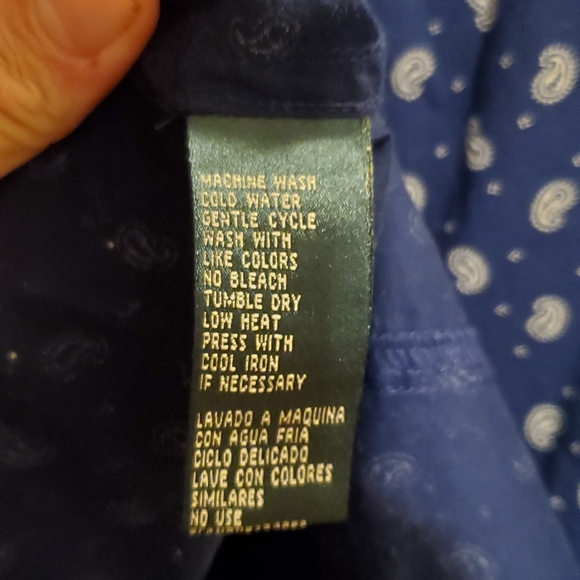 MACHINE WASH
COLD WATER
GENTLE CYCLE
WASH WITH
LIKE COLORS
NO BLEACH
TUMBLE DRY
LOW HEAT
PRESS WITH
COOL IRON
IF NECESSARY
LAVADO A MAQUINA
CON AGUA FRIA
CICLO DELICADO
LAVE CON COLORES
SIMILARES
NO USE